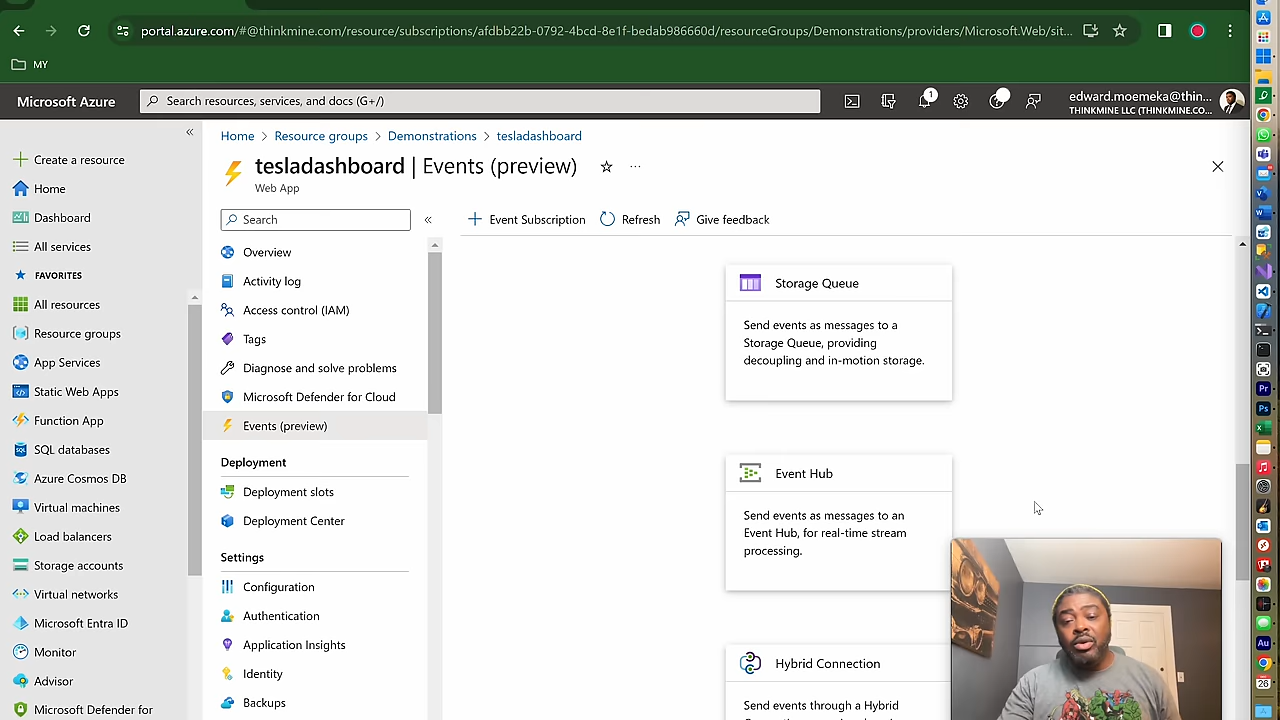 portal.azure.com/#@thinkmine.com/resource/subscriptions/afdbb22b-0792-4bcd-8e1f-bedab986660d/resourceGroups/Demonstrations/providers/Microsoft.Web/sit...
MY
Microsoft Azure
Search resources, services, and docs (G+/)
1
edward.moemeka@thin...
THINKMINE LLC (THINKMINE.CO...
Home > Resource groups > Demonstrations > tesladashboard
tesladashboard | Events (preview)
Web App
Create a resource
Home
Dashboard
All services
FAVORITES
All resources
Resource groups
App Services
Static Web Apps
Function App
SQL databases
Azure Cosmos DB
Virtual machines
Load balancers
Storage accounts
Virtual networks
Microsoft Entra ID
Monitor
Advisor
Microsoft Defender for
Search
Overview
Activity log
Access control (IAM)
Tags
Diagnose and solve problems
Microsoft Defender for Cloud
Events (preview)
Deployment
Deployment slots
Deployment Center
Settings
Configuration
Authentication
Application Insights
Identity
Backups
Event Subscription
Refresh
Give feedback
Storage Queue
Send events as messages to a
Storage Queue, providing
decoupling and in-motion storage.
Event Hub
Send events as messages to an
Event Hub, for real-time stream
processing.
Hybrid Connection
Send events through a Hybrid
Pr
Ps
Au
26